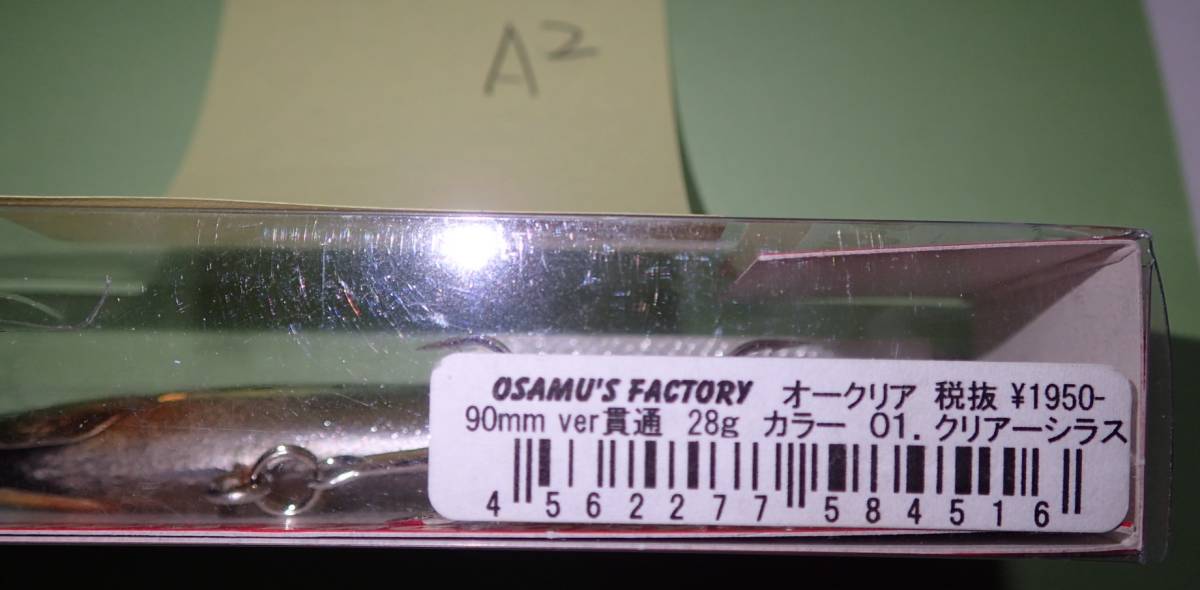 A2
OSAMU'S FACTORY オークリア 税抜 ¥1950-
90mm ver貫通 28g カラー 01. クリアーシラス
4 562277 584516